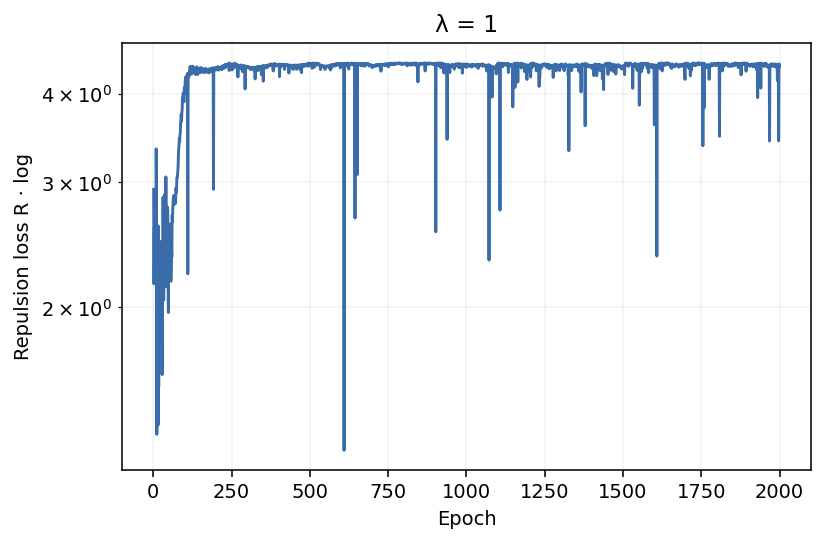 λ = 1
Repulsion loss R · log
4 × 10⁰
3 × 10⁰
2 × 10⁰
0 250 500 750 1000 1250 1500 1750 2000
Epoch